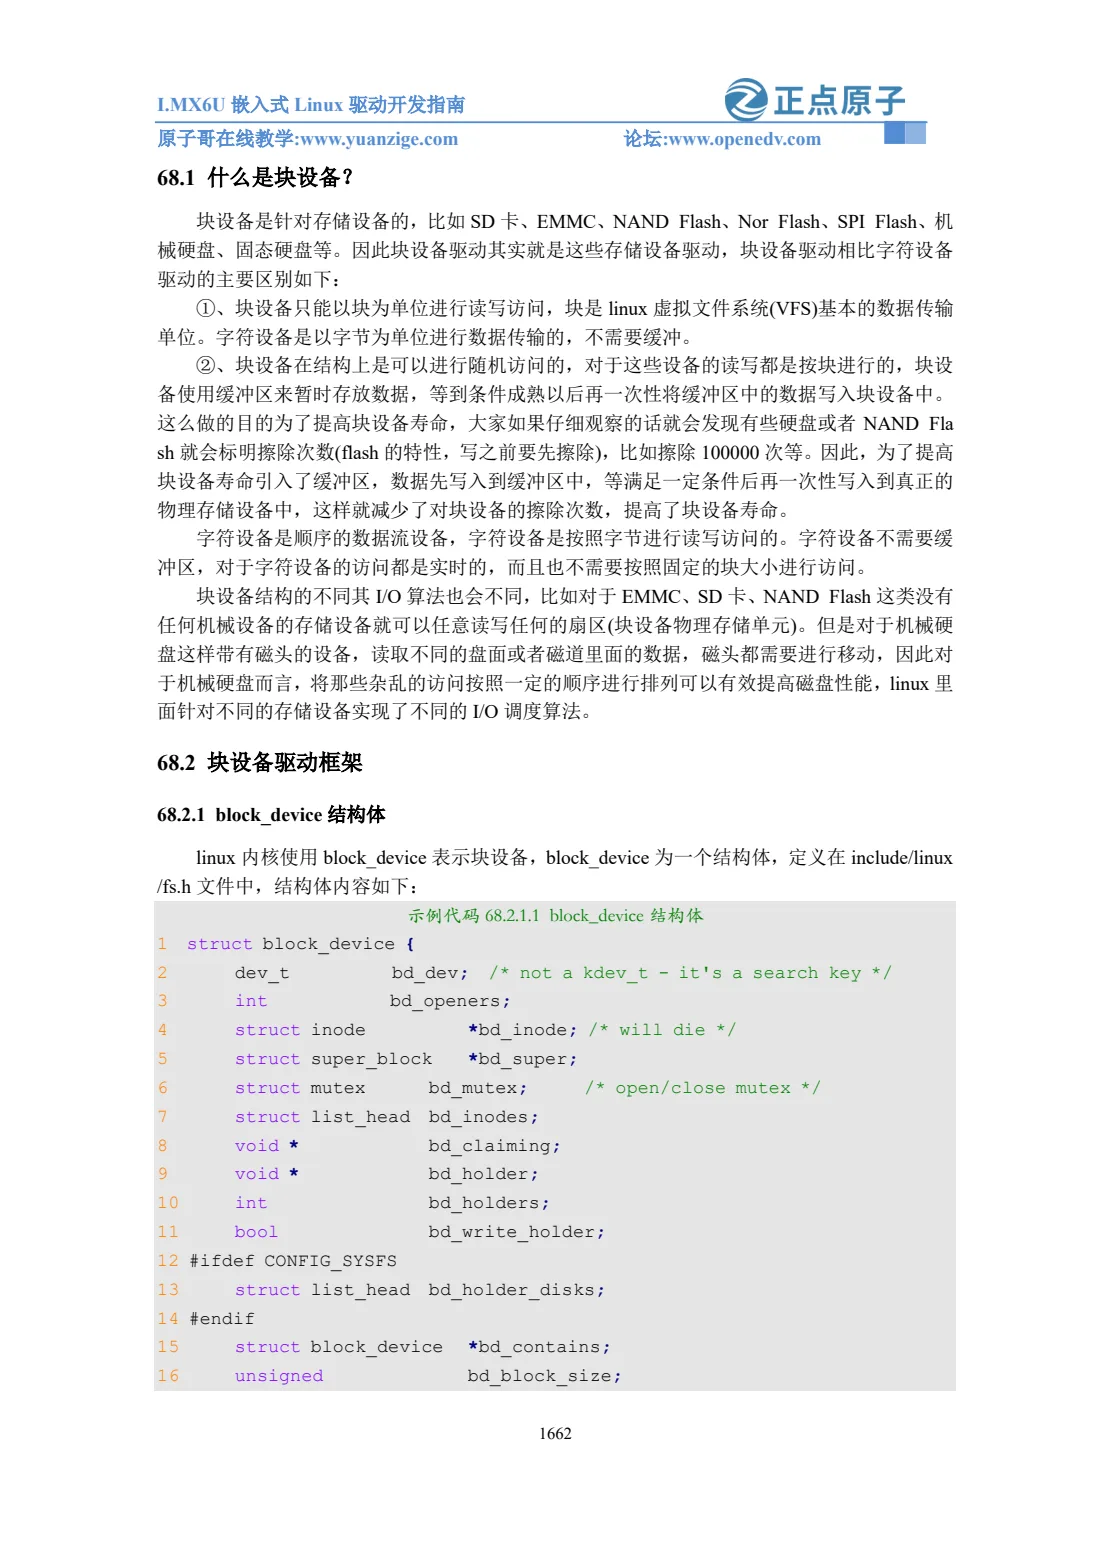 I.MX6U 嵌入式 Linux 驱动开发指南
正点原子
原子哥在线教学:www.yuanzige.com 论坛:www.openedv.com
68.1 什么是块设备？
块设备是针对存储设备的，比如 SD 卡、EMMC、NAND Flash、Nor Flash、SPI Flash、机
械硬盘、固态硬盘等。因此块设备驱动其实就是这些存储设备驱动，块设备驱动相比字符设备
驱动的主要区别如下：
①、块设备只能以块为单位进行读写访问，块是 linux 虚拟文件系统(VFS)基本的数据传输
单位。字符设备是以字节为单位进行数据传输的，不需要缓冲。
②、块设备在结构上是可以进行随机访问的，对于这些设备的读写都是按块进行的，块设
备使用缓冲区来暂时存放数据，等到条件成熟以后再一次性将缓冲区中的数据写入块设备中。
这么做的目的为了提高块设备寿命，大家如果仔细观察的话就会发现有些硬盘或者 NAND Fla
sh 就会标明擦除次数(flash 的特性，写之前要先擦除)，比如擦除 100000 次等。因此，为了提高
块设备寿命引入了缓冲区，数据先写入到缓冲区中，等满足一定条件后再一次性写入到真正的
物理存储设备中，这样就减少了对块设备的擦除次数，提高了块设备寿命。
字符设备是顺序的数据流设备，字符设备是按照字节进行读写访问的。字符设备不需要缓
冲区，对于字符设备的访问都是实时的，而且也不需要按照固定的块大小进行访问。
块设备结构的不同其 I/O 算法也会不同，比如对于 EMMC、SD 卡、NAND Flash 这类没有
任何机械设备的存储设备就可以任意读写任何的扇区(块设备物理存储单元)。但是对于机械硬
盘这样带有磁头的设备，读取不同的盘面或者磁道里面的数据，磁头都需要进行移动，因此对
于机械硬盘而言，将那些杂乱的访问按照一定的顺序进行排列可以有效提高磁盘性能，linux 里
面针对不同的存储设备实现了不同的 I/O 调度算法。
68.2 块设备驱动框架
68.2.1 block_device 结构体
linux 内核使用 block_device 表示块设备，block_device 为一个结构体，定义在 include/linux
/fs.h 文件中，结构体内容如下：
示例代码 68.2.1.1 block_device 结构体
1 struct block_device {
2 dev_t bd_dev; /* not a kdev_t - it's a search key */
3 int bd_openers;
4 struct inode *bd_inode; /* will die */
5 struct super_block *bd_super;
6 struct mutex bd_mutex; /* open/close mutex */
7 struct list_head bd_inodes;
8 void * bd_claiming;
9 void * bd_holder;
10 int bd_holders;
11 bool bd_write_holder;
12 #ifdef CONFIG_SYSFS
13 struct list_head bd_holder_disks;
14 #endif
15 struct block_device *bd_contains;
16 unsigned bd_block_size;
1662